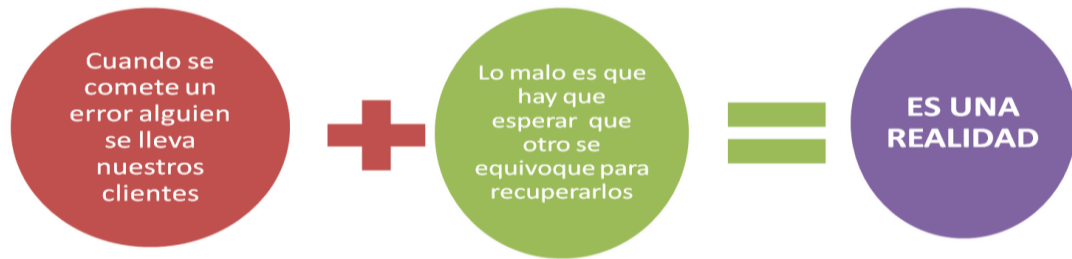 Cuando se
comete un
error alguien
se lleva
nuestros
clientes
Lo malo es que
hay que
esperar que
otro se
equivoque para
recuperarlos
ES UNA
REALIDAD